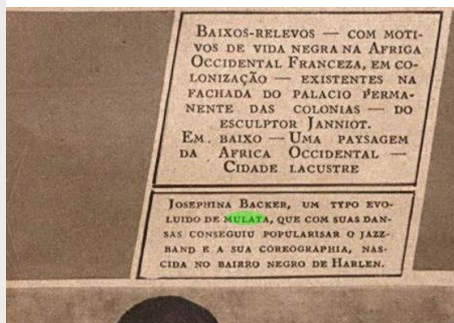 BAIXOS-RELEVOS — COM MOTI-
VOS DE VIDA NEGRA NA AFRIGA
OCCIDENTAL FRANCEZA, EM CO-
LONIZAÇÃO — EXISTENTES NA
FACHADA DO PALACIO PERMA-
NENTE DAS COLONIAS — DO
ESCULPTOR JANNIOT.
EM BAIXO — UMA PAYSAGEM
DA AFRICA OCCIDENTAL —
CIDADE LACUSTRE
JOSEPHINA BACKER, UM TYPO EVO-
LUIDO DE MULATA, QUE COM SUAS DAN-
SAS CONSEGUIU POPULARISAR O JAZZ-
BAND E A SUA COREOGRAPHIA, NAS-
CIDA NO BAIRRO NEGRO DE HARLEN.